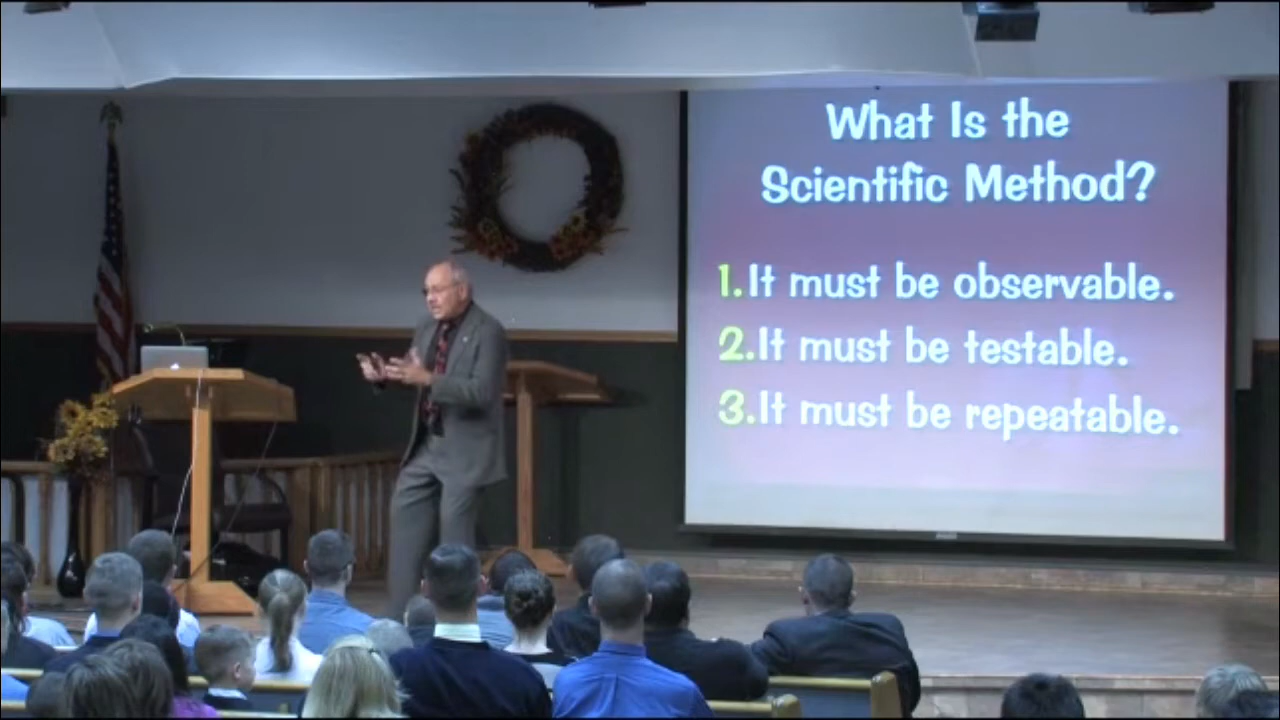 What Is the
Scientific Method?
1.It must be observable.
2.It must be testable.
3.It must be repeatable.